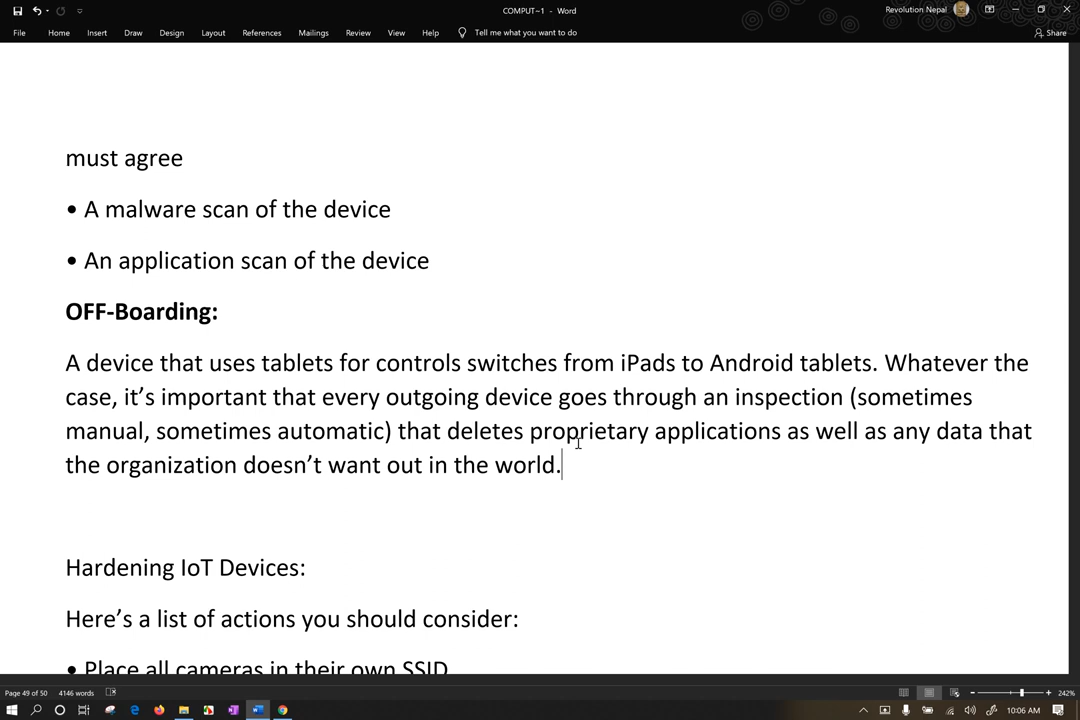 COMPUT~1 - Word
Revolution Nepal
File Home Insert Draw Design Layout References Mailings Review View Help Tell me what you want to do Share
must agree
• A malware scan of the device
• An application scan of the device
OFF-Boarding:
A device that uses tablets for controls switches from iPads to Android tablets. Whatever the
case, it’s important that every outgoing device goes through an inspection (sometimes
manual, sometimes automatic) that deletes proprietary applications as well as any data that
the organization doesn’t want out in the world.
Hardening IoT Devices:
Here’s a list of actions you should consider:
• Place all cameras in their own SSID
Page 49 of 50 4146 words 242%
10:06 AM